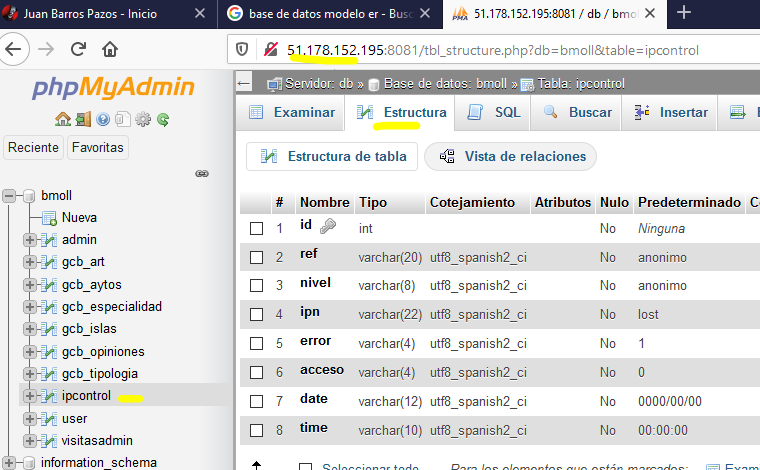 Juan Barros Pazos - Inicio
base de datos modelo er - Busc
51.178.152.195:8081 / db / bmol
51.178.152.195:8081/tbl_structure.php?db=bmoll&table=ipcontrol
phpMyAdmin
Reciente Favoritas
bmoll
Nueva
admin
gcb_art
gcb_aytos
gcb_especialidad
gcb_islas
gcb_opiniones
gcb_tipologia
ipcontrol
user
visitasadmin
information_schema
Servidor: db » Base de datos: bmoll » Tabla: ipcontrol
Examinar Estructura SQL Buscar Insertar
Estructura de tabla Vista de relaciones
# Nombre Tipo Cotejamiento Atributos Nulo Predeterminado
1 id int No Ninguna
2 ref varchar(20) utf8_spanish2_ci No anonimo
3 nivel varchar(8) utf8_spanish2_ci No anonimo
4 ipn varchar(22) utf8_spanish2_ci No lost
5 error varchar(4) utf8_spanish2_ci No 1
6 acceso varchar(4) utf8_spanish2_ci No 0
7 date varchar(12) utf8_spanish2_ci No 0000/00/00
8 time varchar(10) utf8_spanish2_ci No 00:00:00
Seleccionar todo Para los elementos que están marcados: Exam